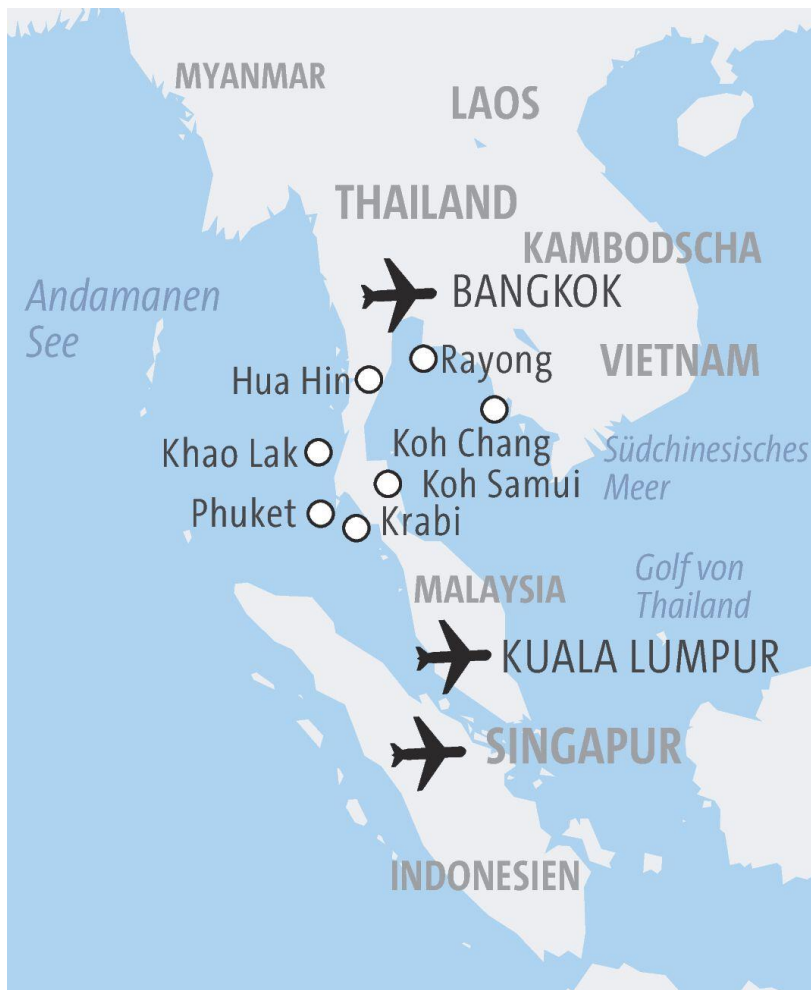 MYANMAR
LAOS
THAILAND
KAMBODSCHA
Andamanen
See
BANGKOK
Rayong
VIETNAM
Hua Hin
Koh Chang
Südchinesisches
Meer
Khao Lak
Koh Samui
Phuket
Krabi
MALAYSIA
Golf von
Thailand
KUALA LUMPUR
SINGAPUR
INDONESIEN